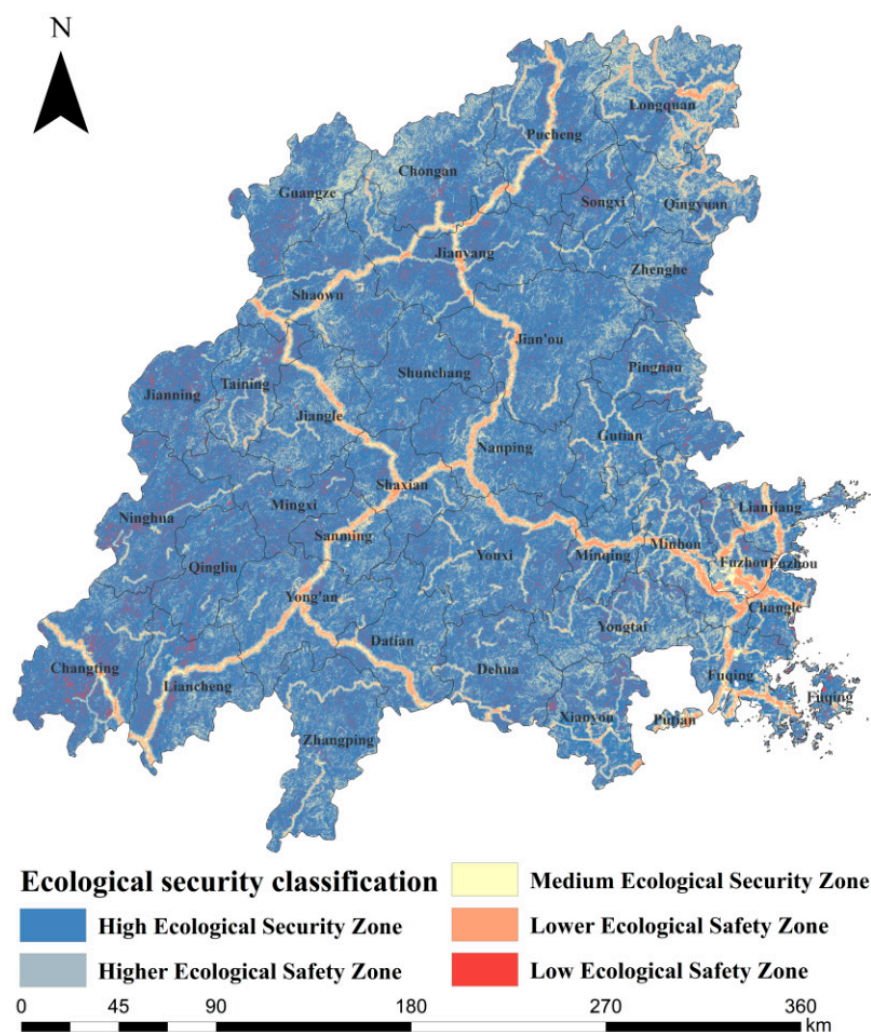 N
Longquan
Pucheng
Chongan
Guangze
Songxi
Qingyuan
Jianyang
Zhenghe
Shaowu
Jian'ou
Shunchang
Pingnau
Taining
Jianning
Jiangle
Gutian
Nanping
Shaxian
Mingxi
Ninghua
Lianjiang
Sanming
Minqing
Minhou
Youxi
Fuzhou
Fuzhou
Qingliu
Yong'an
Changle
Yongtai
Datian
Changting
Dehua
Liancheng
Fuqing
Fuqing
Xianyou
Putian
Zhangping
Ecological security classification
High Ecological Security Zone
Higher Ecological Safety Zone
Medium Ecological Security Zone
Lower Ecological Safety Zone
Low Ecological Safety Zone
0 45 90 180 270 360
km